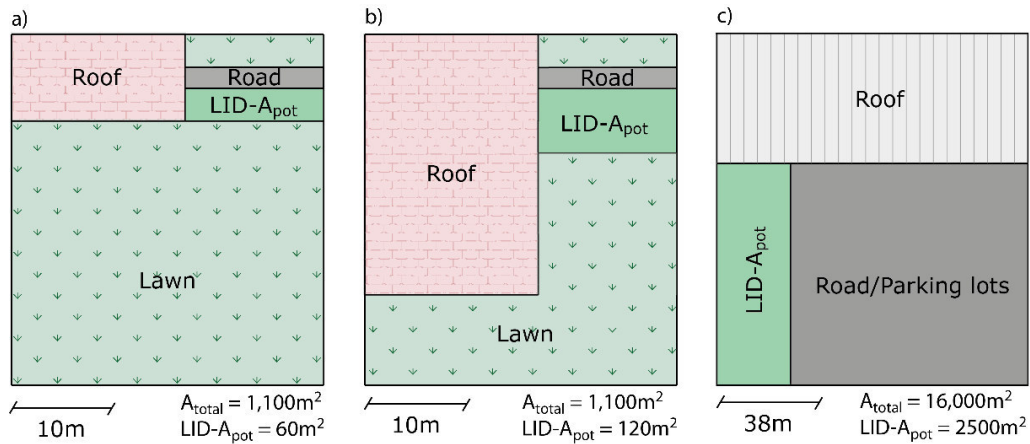 a)
Roof
Road
LID-Apot
Lawn
10m
Atotal = 1,100m²
LID-Apot = 60m²
b)
Roof
Road
LID-Apot
Lawn
10m
Atotal = 1,100m²
LID-Apot = 120m²
c)
Roof
LID-Apot
Road/Parking lots
38m
Atotal = 16,000m²
LID-Apot = 2500m²